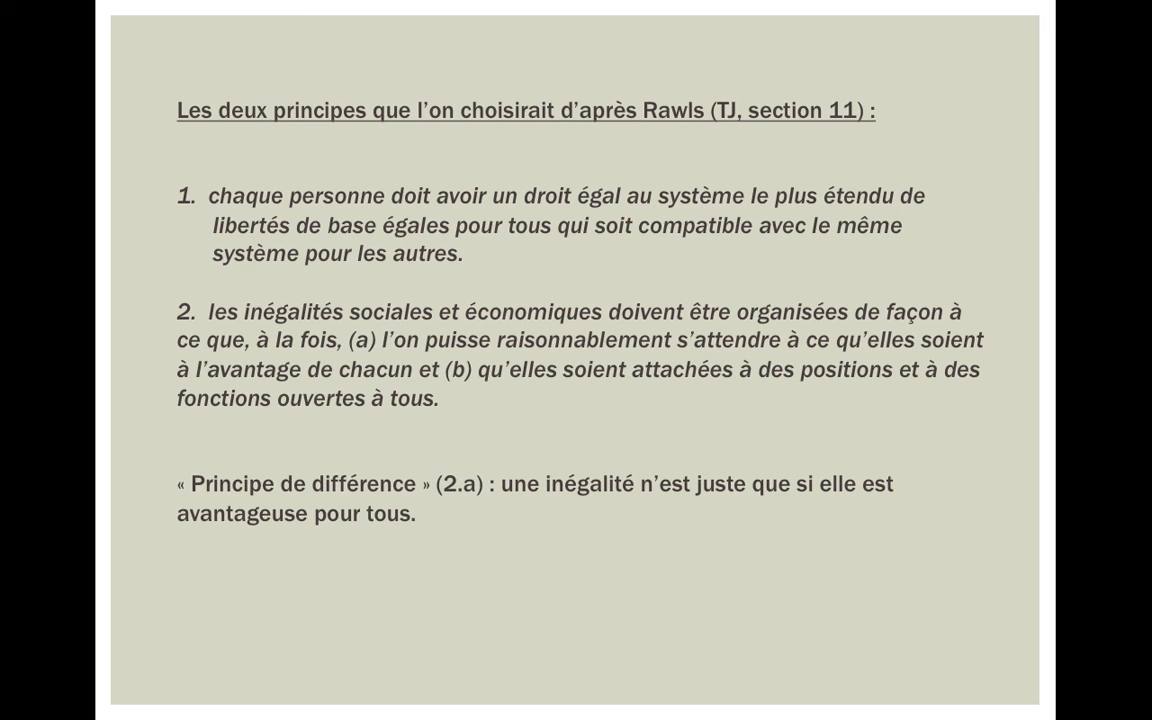 Les deux principes que l’on choisirait d’après Rawls (TJ, section 11) :
1. chaque personne doit avoir un droit égal au système le plus étendu de
libertés de base égales pour tous qui soit compatible avec le même
système pour les autres.
2. les inégalités sociales et économiques doivent être organisées de façon à
ce que, à la fois, (a) l’on puisse raisonnablement s’attendre à ce qu’elles soient
à l’avantage de chacun et (b) qu’elles soient attachées à des positions et à des
fonctions ouvertes à tous.
« Principe de différence » (2.a) : une inégalité n’est juste que si elle est
avantageuse pour tous.